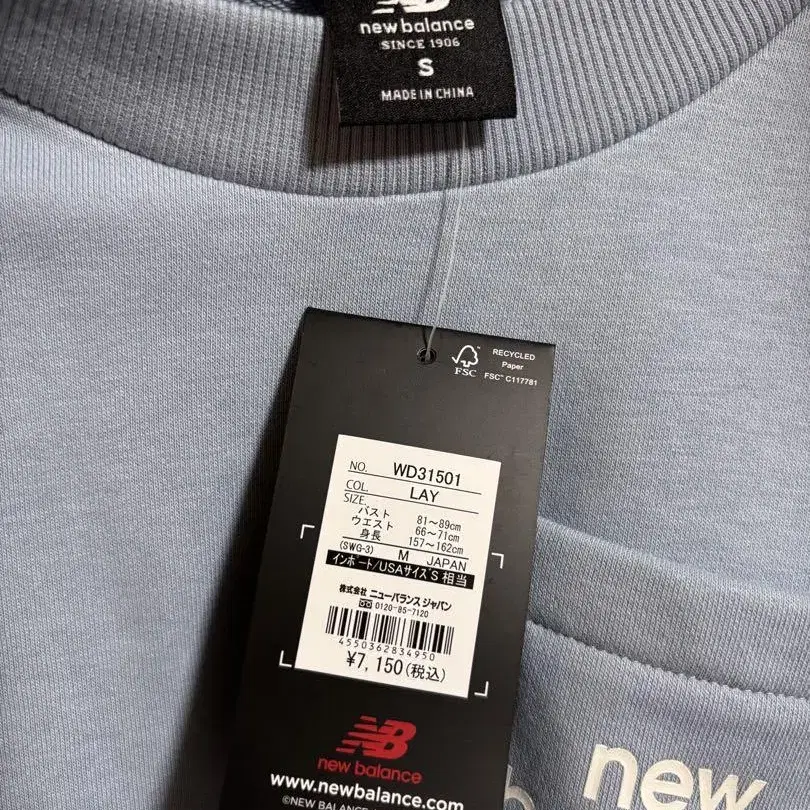 new balance
SINCE 1906
S
MADE IN CHINA
RECYCLED
Paper
FSC™ C117781
FSC
NO. WD31501
COL. LAY
SIZE
バスト 81～89cm
ウエスト 66～71cm
身長 157～162cm
(SWG-3) M JAPAN
インポート/USAサイズS 相当
株式会社 ニューバランス ジャパン
0120-85-7120
4550362834950
¥7,150(税込)
new balance
www.newbalance.com
©NEW BALANCE
new